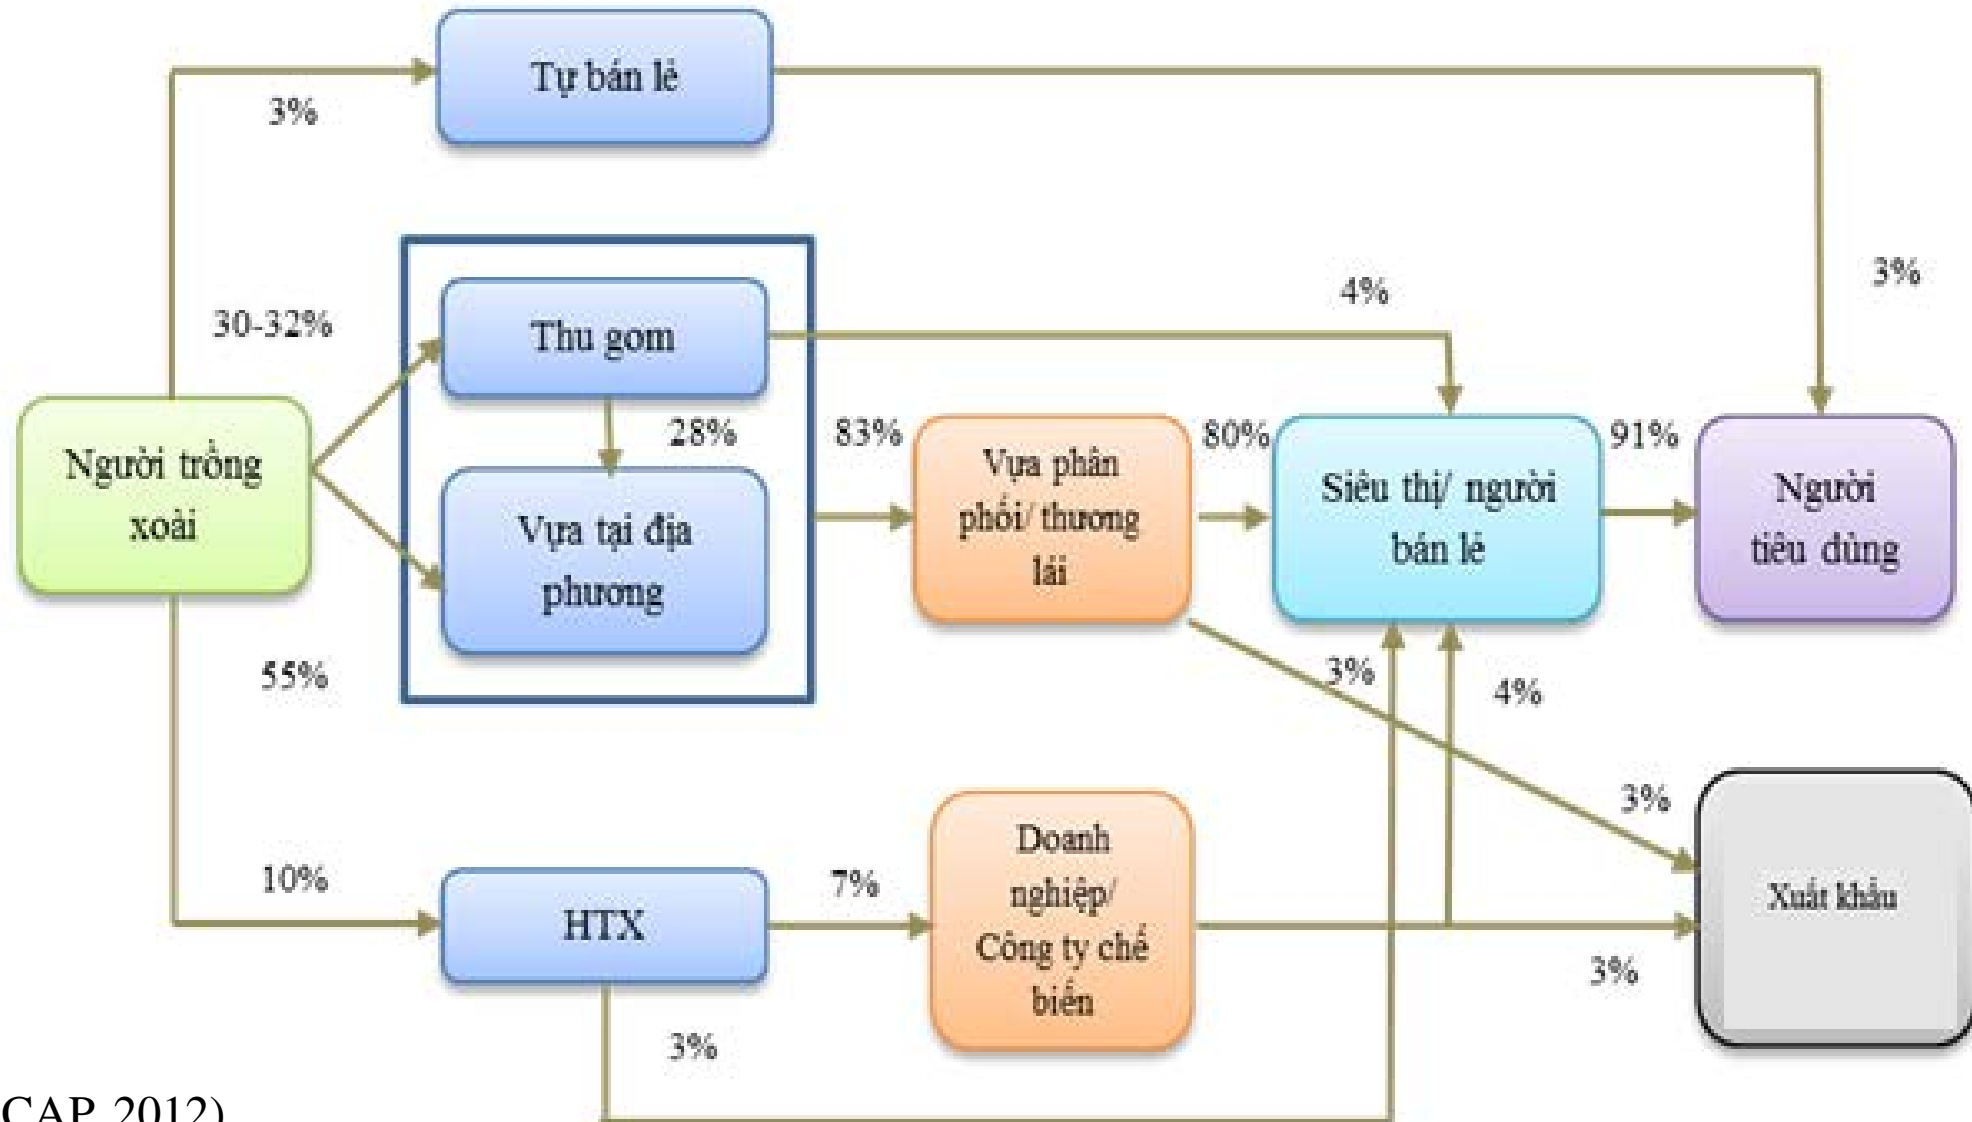 Tự bán lẻ
3%
3%
4%
30-32%
Thu gom
28%
83%
80%
91%
Người trồng
xoài
Vựa tại địa
phương
Vựa phân
phối/ thương
lái
Siêu thị/ người
bán lẻ
Người
tiêu dùng
55%
3%
4%
3%
10%
HTX
7%
Doanh
nghiệp/
Công ty chế
biến
Xuất khẩu
3%
3%
CAP 2012)